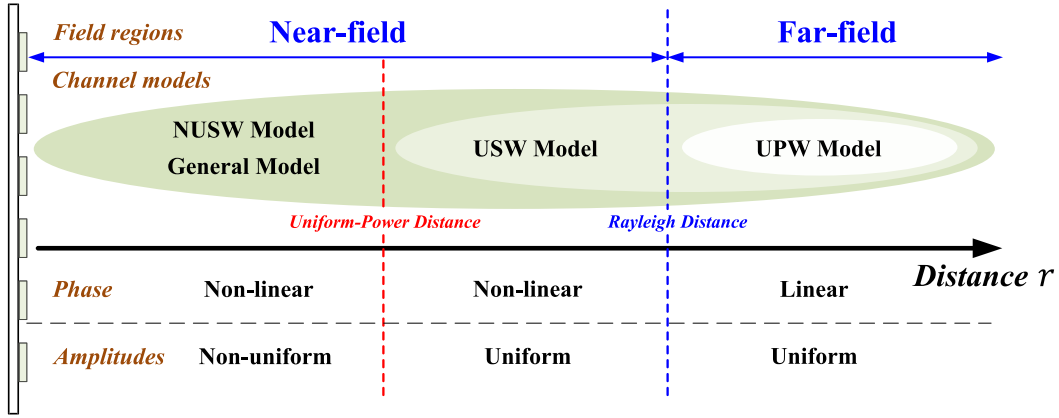 Field regions
Near-field
Far-field
Channel models
NUSW Model
General Model
USW Model
UPW Model
Uniform-Power Distance
Rayleigh Distance
Distance r
Phase
Non-linear
Non-linear
Linear
Amplitudes
Non-uniform
Uniform
Uniform